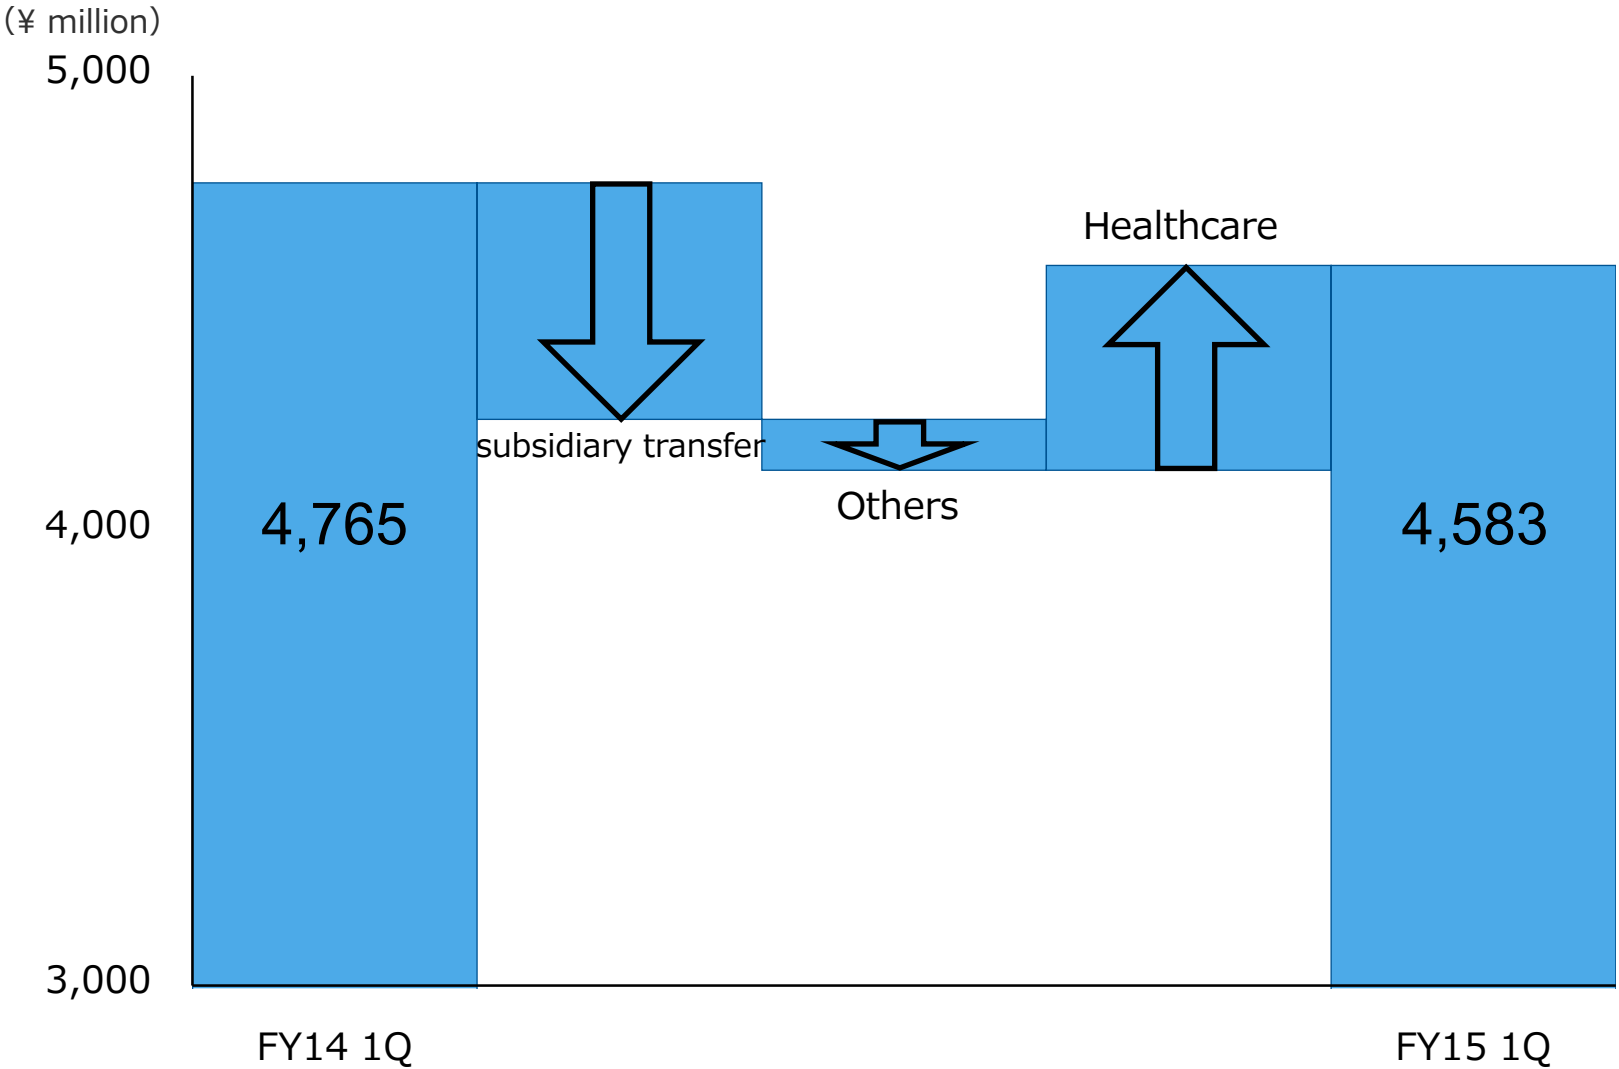 (¥ million)
5,000
Healthcare
subsidiary transfer
Others
4,000
4,765
4,583
3,000
FY14 1Q
FY15 1Q